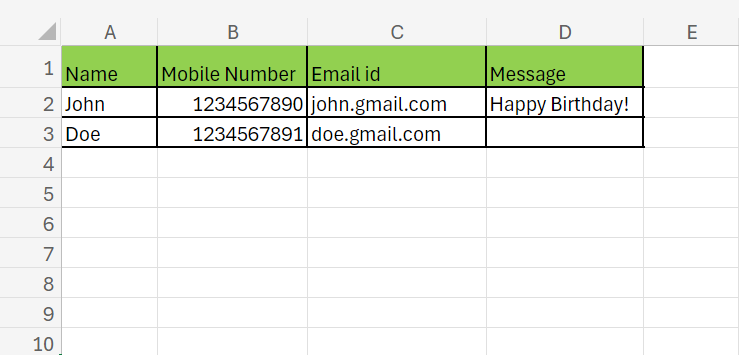 A B C D E
1 Name Mobile Number Email id Message
2 John 1234567890 john.gmail.com Happy Birthday!
3 Doe 1234567891 doe.gmail.com
4
5
6
7
8
9
10